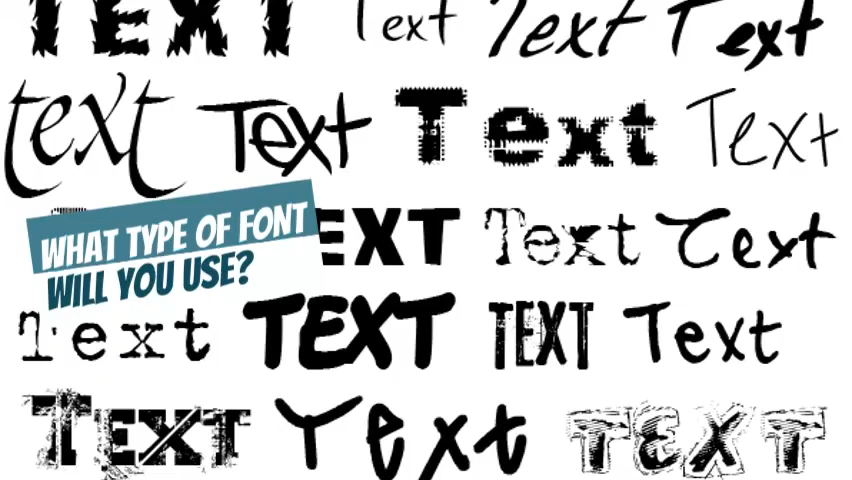 TEXT Text Text Text
text Text Text Text
WHAT TYPE OF FONT
EXT Text Text
WILL YOU USE?
Text TEXT TEXT Text
TEXT Text TEXT